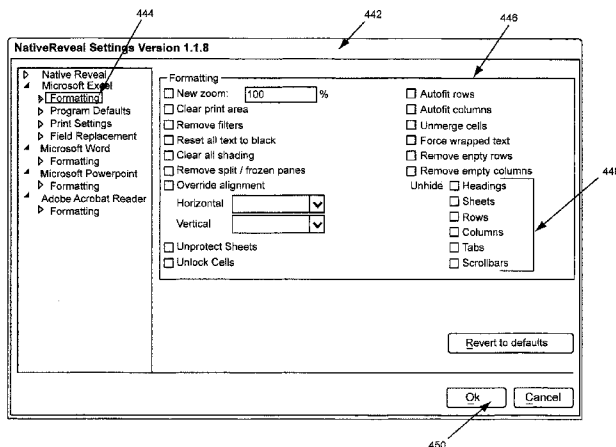 444
442
446
NativeReveal Settings Version 1.1.8
Native Reveal
Microsoft Excel
Formatting
Program Defaults
Print Settings
Field Replacement
Microsoft Word
Formatting
Microsoft Powerpoint
Formatting
Adobe Acrobat Reader
Formatting
Formatting
New zoom: 100 %
Clear print area
Remove filters
Reset all text to black
Clear all shading
Remove split / frozen panes
Override alignment
Horizontal
Vertical
Unprotect Sheets
Unlock Cells
Autofit rows
Autofit columns
Unmerge cells
Force wrapped text
Remove empty rows
Remove empty columns
Unhide Headings
Sheets
Rows
Columns
Tabs
Scrollbars
448
Revert to defaults
Ok Cancel
450